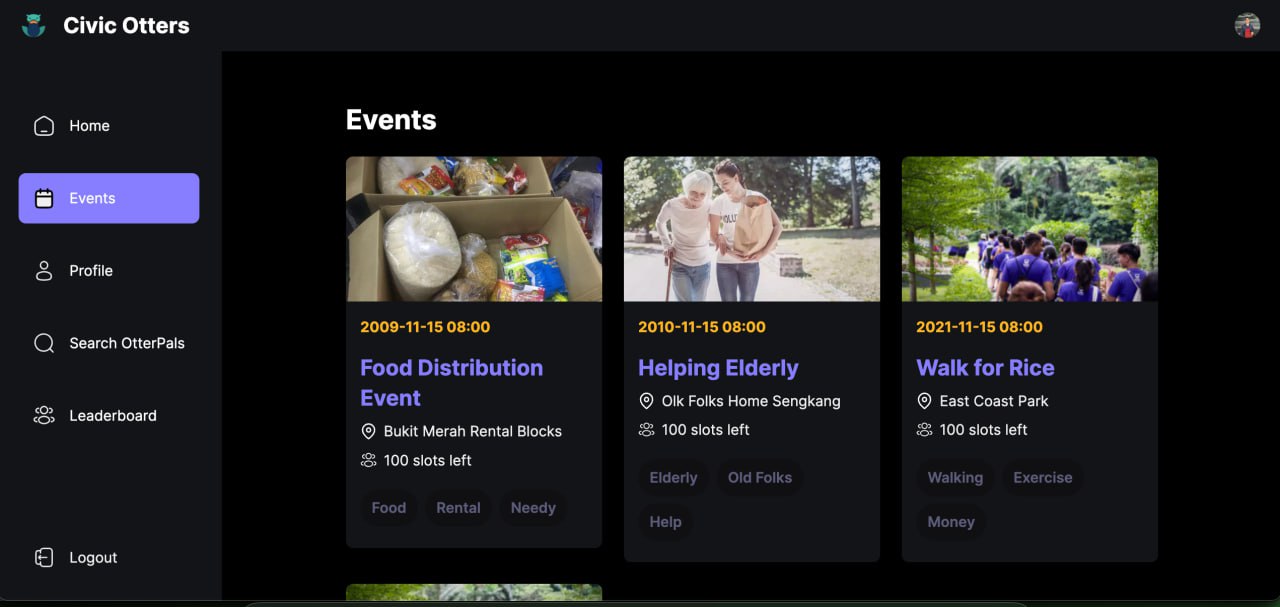 Civic Otters
Home
Events
Profile
Search OtterPals
Leaderboard
Logout
Events
2009-11-15 08:00
Food Distribution
Event
Bukit Merah Rental Blocks
100 slots left
Food Rental Needy
2010-11-15 08:00
Helping Elderly
Olk Folks Home Sengkang
100 slots left
Elderly Old Folks
Help
2021-11-15 08:00
Walk for Rice
East Coast Park
100 slots left
Walking Exercise
Money